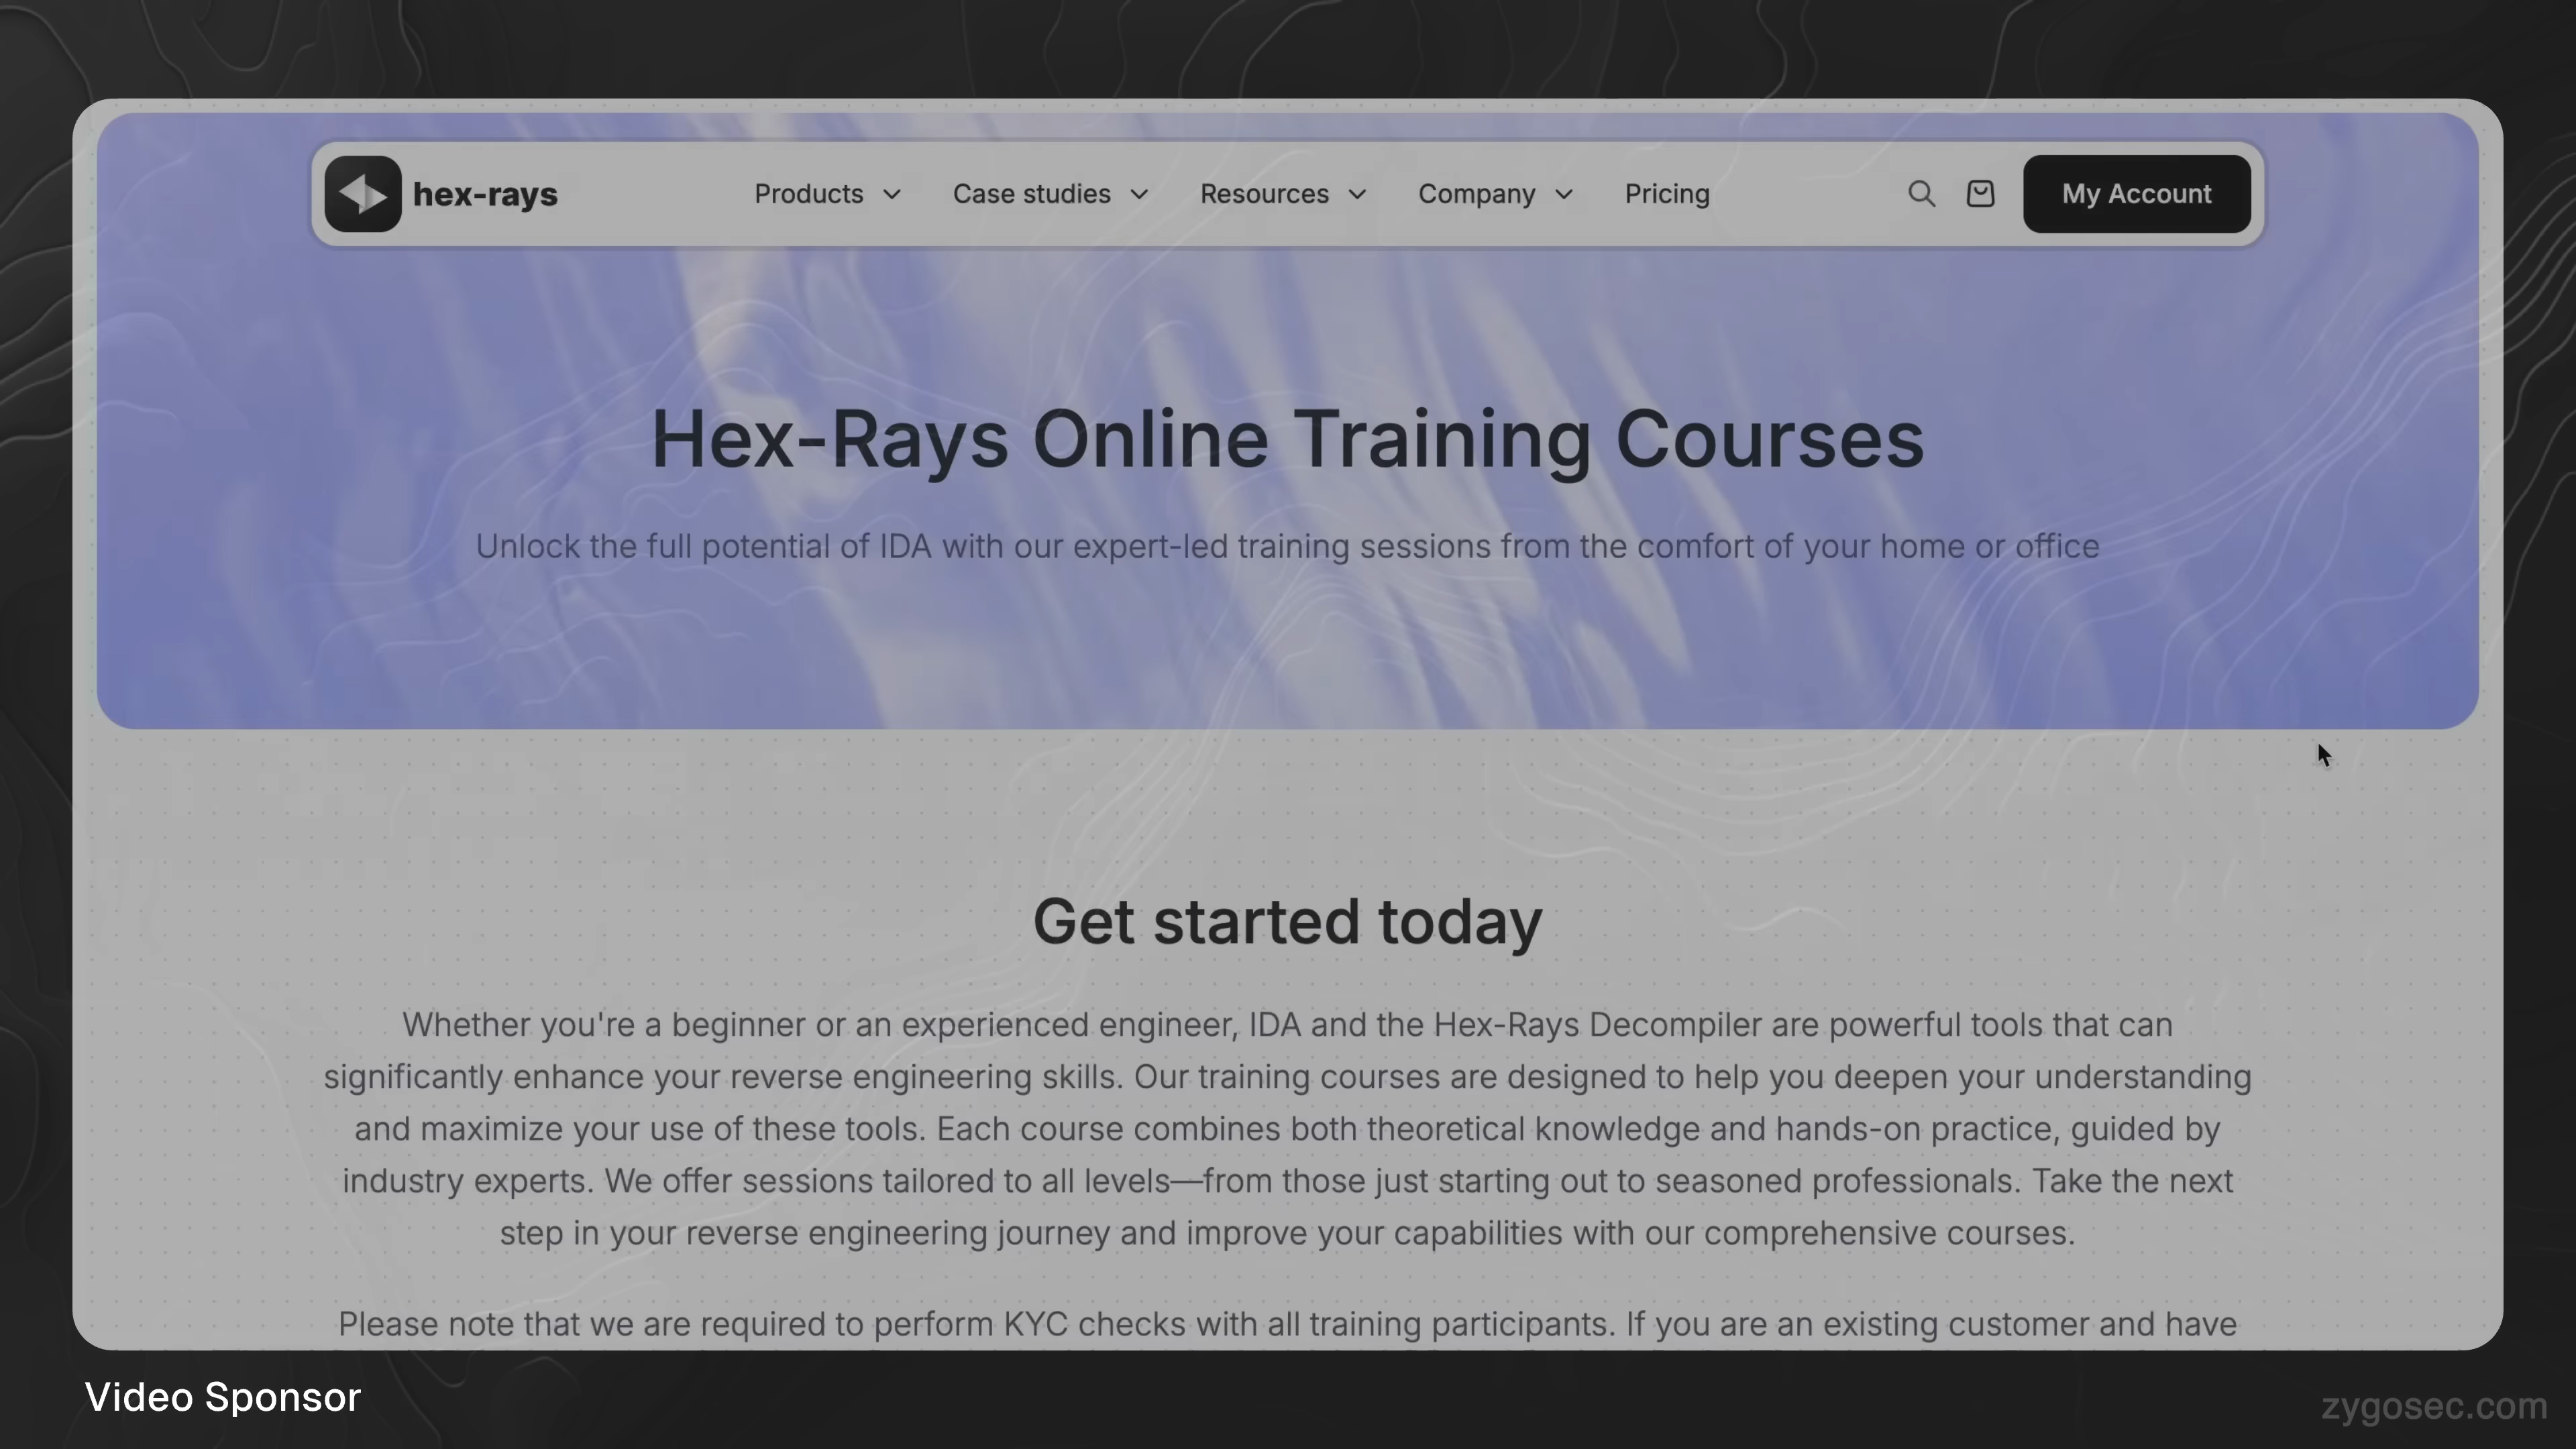 hex-rays
Products
Case studies
Resources
Company
Pricing
My Account
Hex-Rays Online Training Courses
Unlock the full potential of IDA with our expert-led training sessions from the comfort of your home or office
Get started today
Whether you're a beginner or an experienced engineer, IDA and the Hex-Rays Decompiler are powerful tools that can
significantly enhance your reverse engineering skills. Our training courses are designed to help you deepen your understanding
and maximize your use of these tools. Each course combines both theoretical knowledge and hands-on practice, guided by
industry experts. We offer sessions tailored to all levels—from those just starting out to seasoned professionals. Take the next
step in your reverse engineering journey and improve your capabilities with our comprehensive courses.
Please note that we are required to perform KYC checks with all training participants. If you are an existing customer and have
Video Sponsor
zygosec.com